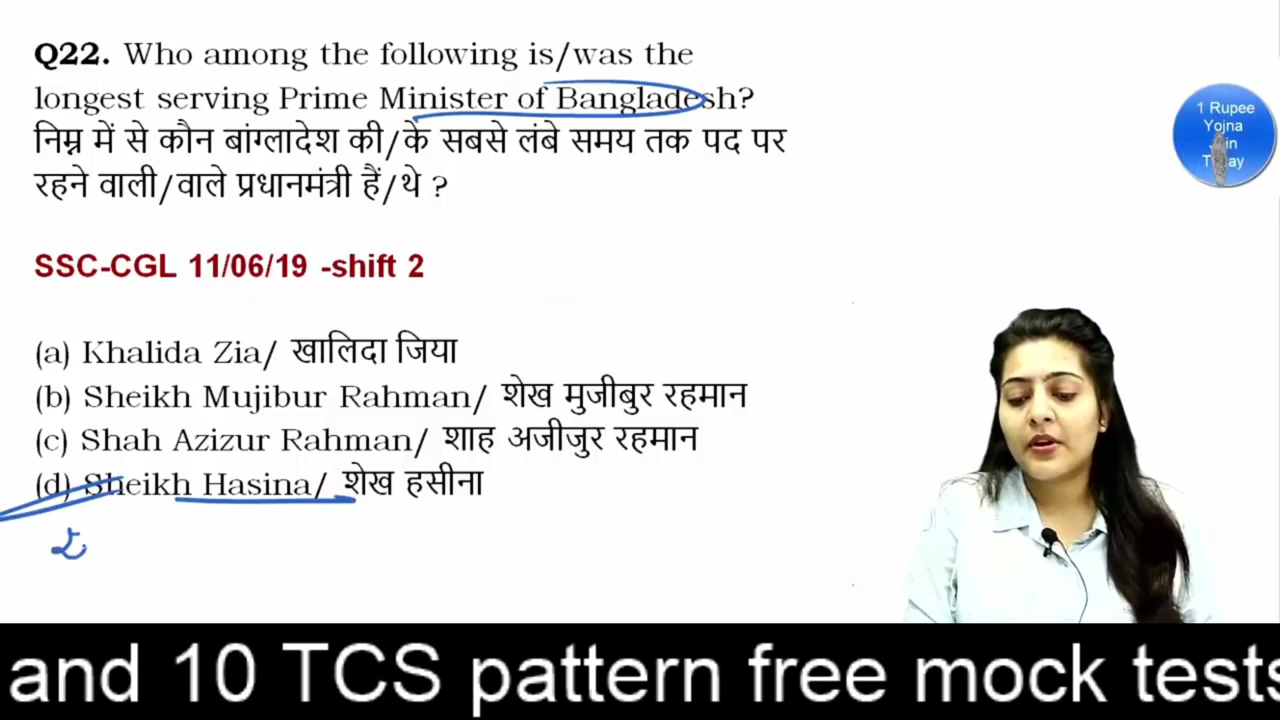 Q22. Who among the following is/was the
longest serving Prime Minister of Bangladesh?
निम्न में से कौन बांग्लादेश की/के सबसे लंबे समय तक पद पर
रहने वाली/वाले प्रधानमंत्री हैं/थे ?
SSC-CGL 11/06/19 -shift 2
(a) Khalida Zia/ खालिदा जिया
(b) Sheikh Mujibur Rahman/ शेख मुजीबुर रहमान
(c) Shah Azizur Rahman/ शाह अजीजुर रहमान
(d) Sheikh Hasina/ शेख हसीना
1 Rupee
Yojna
Join
Today
and 10 TCS pattern free mock tests